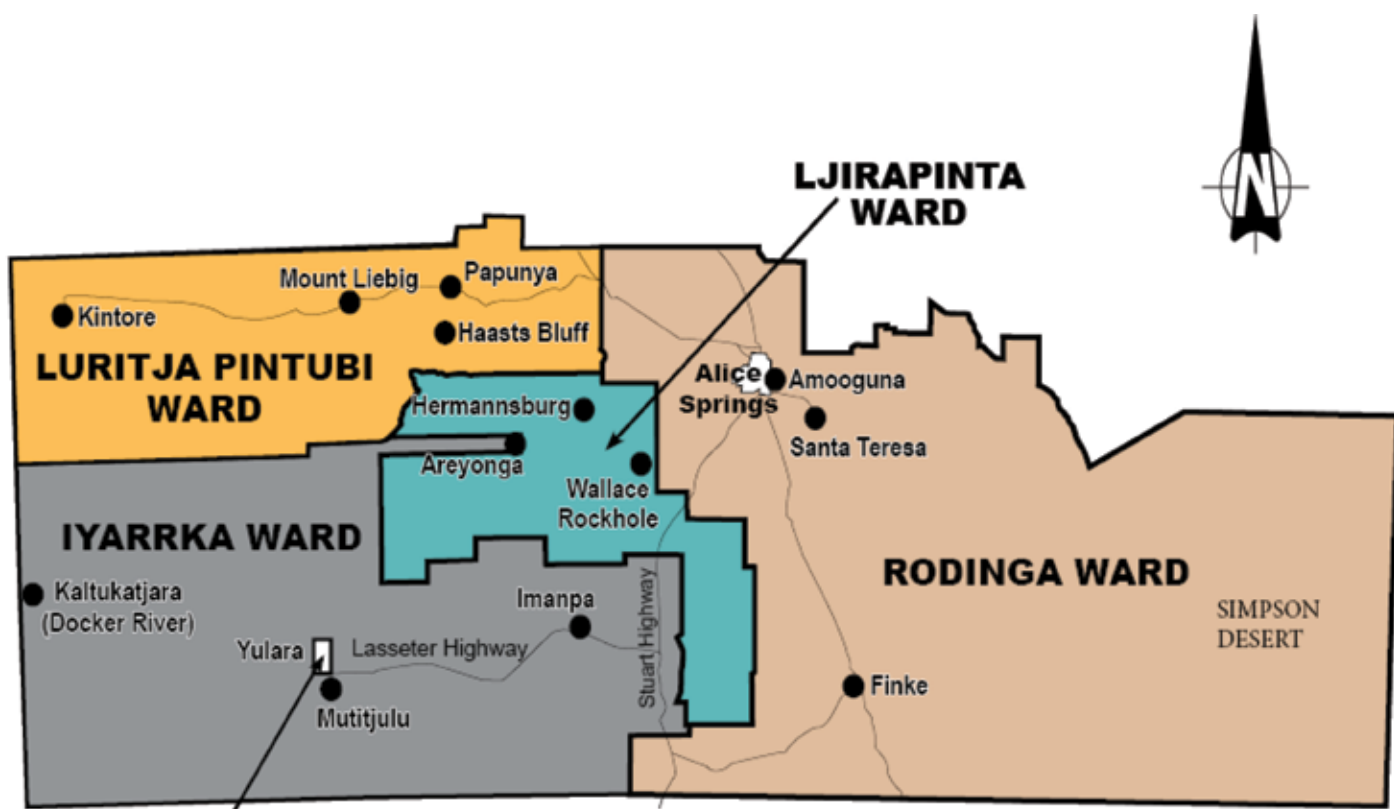 N
LJIRAPINTA
WARD
Mount Liebig
Papunya
Kintore
Haasts Bluff
LURITJA PINTUBI
WARD
Alice
Springs
Amooguna
Hermannsburg
Santa Teresa
Areyonga
Wallace
Rockhole
IYARRKA WARD
RODINGA WARD
Kaltukatjara
(Docker River)
Imanpa
SIMPSON
DESERT
Yulara
Lasseter Highway
Stuart Highway
Mutitjulu
Finke